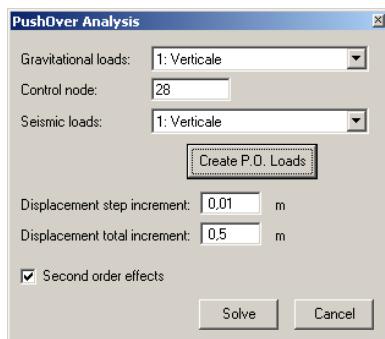 PushOver Analysis
Gravitational loads: 1: Verticale
Control node: 28
Seismic loads: 1: Verticale
Create P.O. Loads
Displacement step increment: 0,01 m
Displacement total increment: 0,5 m
Second order effects
Solve Cancel